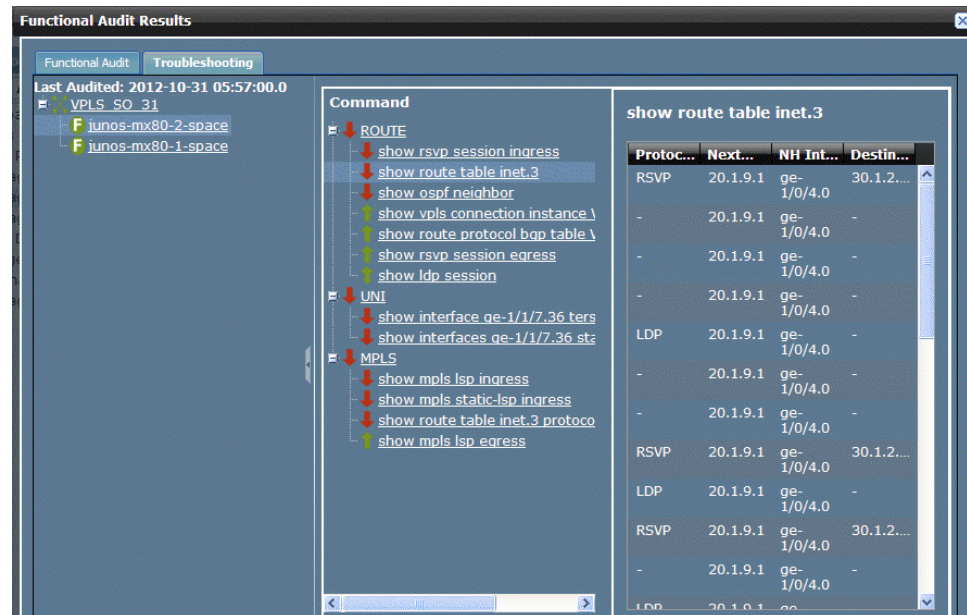 Functional Audit Results
Functional Audit
Troubleshooting
Last Audited: 2012-10-31 05:57:00.0
VPLS_SO_31
F junos-mx80-2-space
F junos-mx80-1-space
Command
ROUTE
show rsvp session ingress
show route table inet.3
show ospf neighbor
show vpls connection instance
show route protocol bgp table
show rsvp session egress
show ldp session
UNI
show interface ge-1/1/7.36 ters
show interfaces ge-1/1/7.36 sta
MPLS
show mpls lsp ingress
show mpls static-lsp ingress
show route table inet.3 protoco
show mpls lsp egress
show route table inet.3
Protoc... Next... NH Int... Destin...
RSVP 20.1.9.1 ge-1/0/4.0 30.1.2....
- 20.1.9.1 ge-1/0/4.0 -
- 20.1.9.1 ge-1/0/4.0 -
- 20.1.9.1 ge-1/0/4.0 -
LDP 20.1.9.1 ge-1/0/4.0 -
- 20.1.9.1 ge-1/0/4.0 -
- 20.1.9.1 ge-1/0/4.0 -
RSVP 20.1.9.1 ge-1/0/4.0 30.1.2....
LDP 20.1.9.1 ge-1/0/4.0 -
RSVP 20.1.9.1 ge-1/0/4.0 30.1.2....
- 20.1.9.1 ge-1/0/4.0 -
LDP 20.1.9.1 ge-